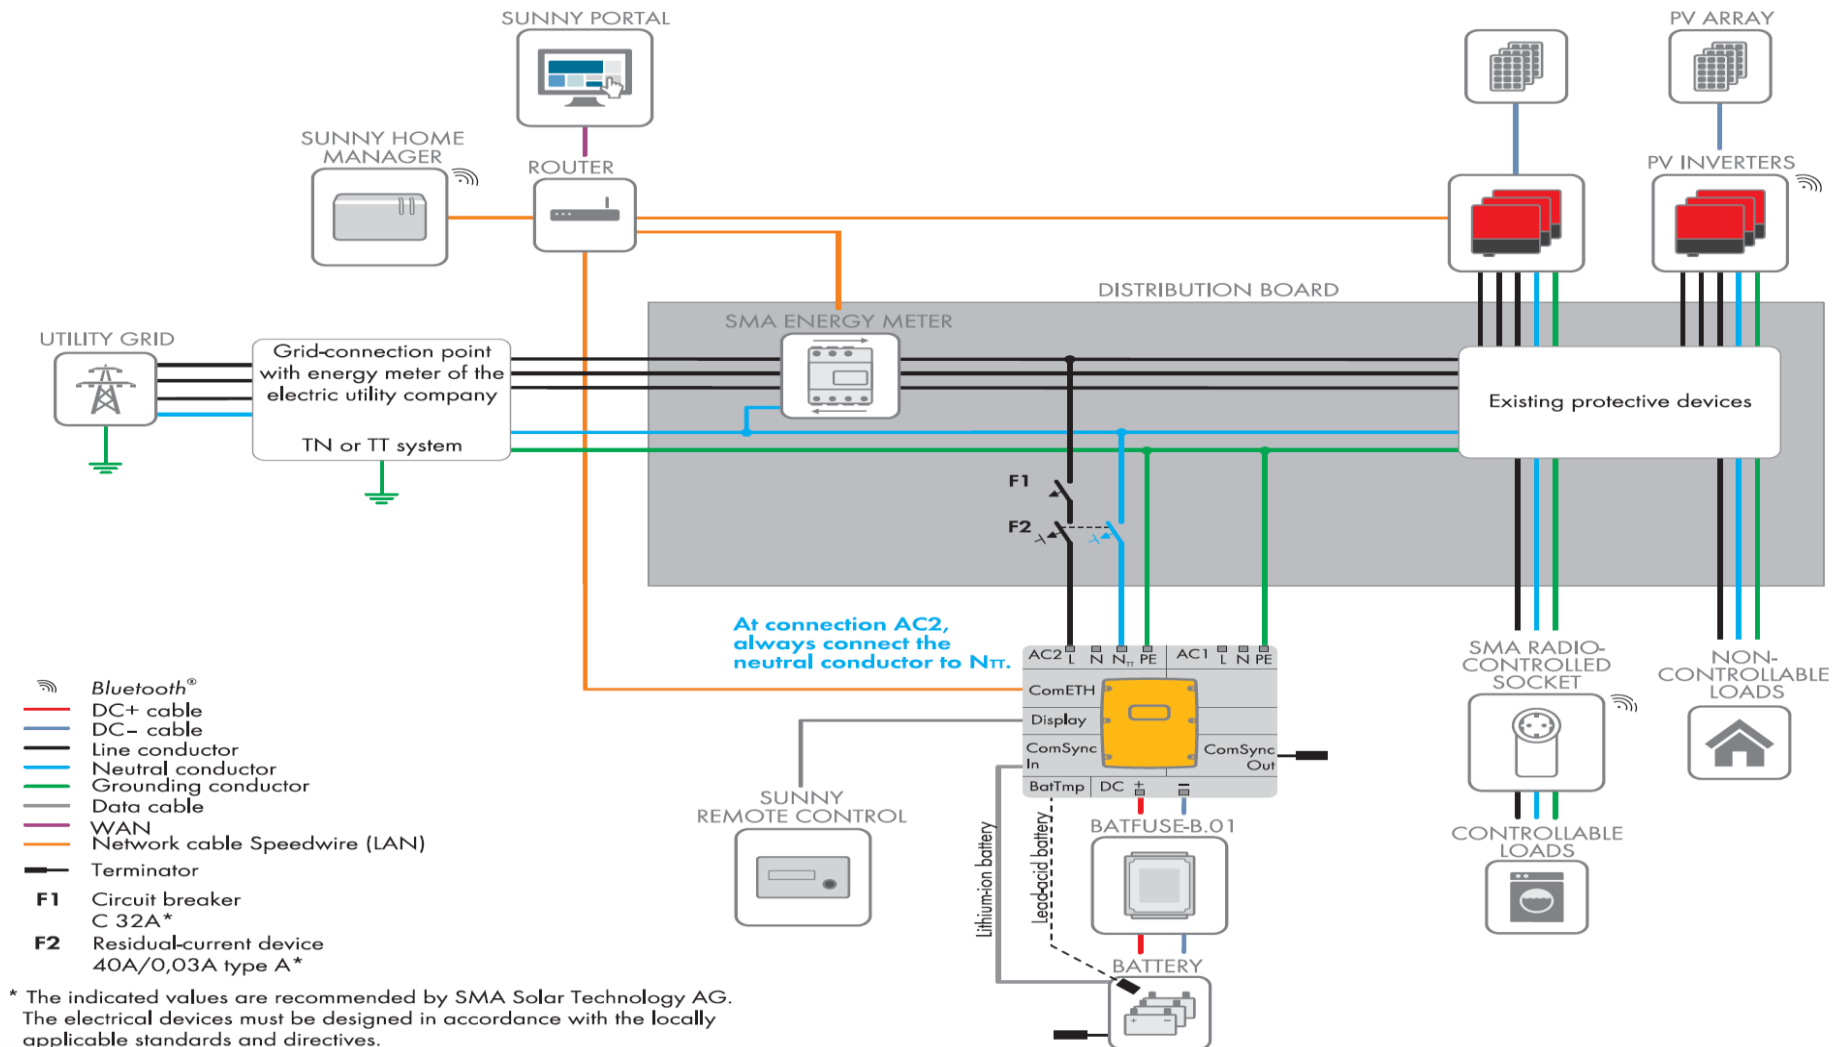 SUNNY PORTAL
PV ARRAY
SUNNY HOME
MANAGER
ROUTER
PV INVERTERS
DISTRIBUTION BOARD
UTILITY GRID
SMA ENERGY METER
Grid-connection point
with energy meter of the
electric utility company
TN or TT system
Existing protective devices
F1
F2
At connection AC2,
always connect the
neutral conductor to NTT.
AC2 L N NTT PE AC1 L N PE
ComETH
Display
ComSync
In
ComSync
Out
BatTmp DC + −
SMA RADIO-
CONTROLLED
SOCKET
NON-
CONTROLLABLE
LOADS
CONTROLLABLE
LOADS
SUNNY
REMOTE CONTROL
Lithium-ion battery
Lead-acid battery
BATFUSE-B.01
BATTERY
+ −
Bluetooth®
DC+ cable
DC− cable
Line conductor
Neutral conductor
Grounding conductor
Data cable
WAN
Network cable Speedwire (LAN)
Terminator
F1 Circuit breaker
C 32A*
F2 Residual-current device
40A/0,03A type A*
* The indicated values are recommended by SMA Solar Technology AG.
The electrical devices must be designed in accordance with the locally
applicable standards and directives.